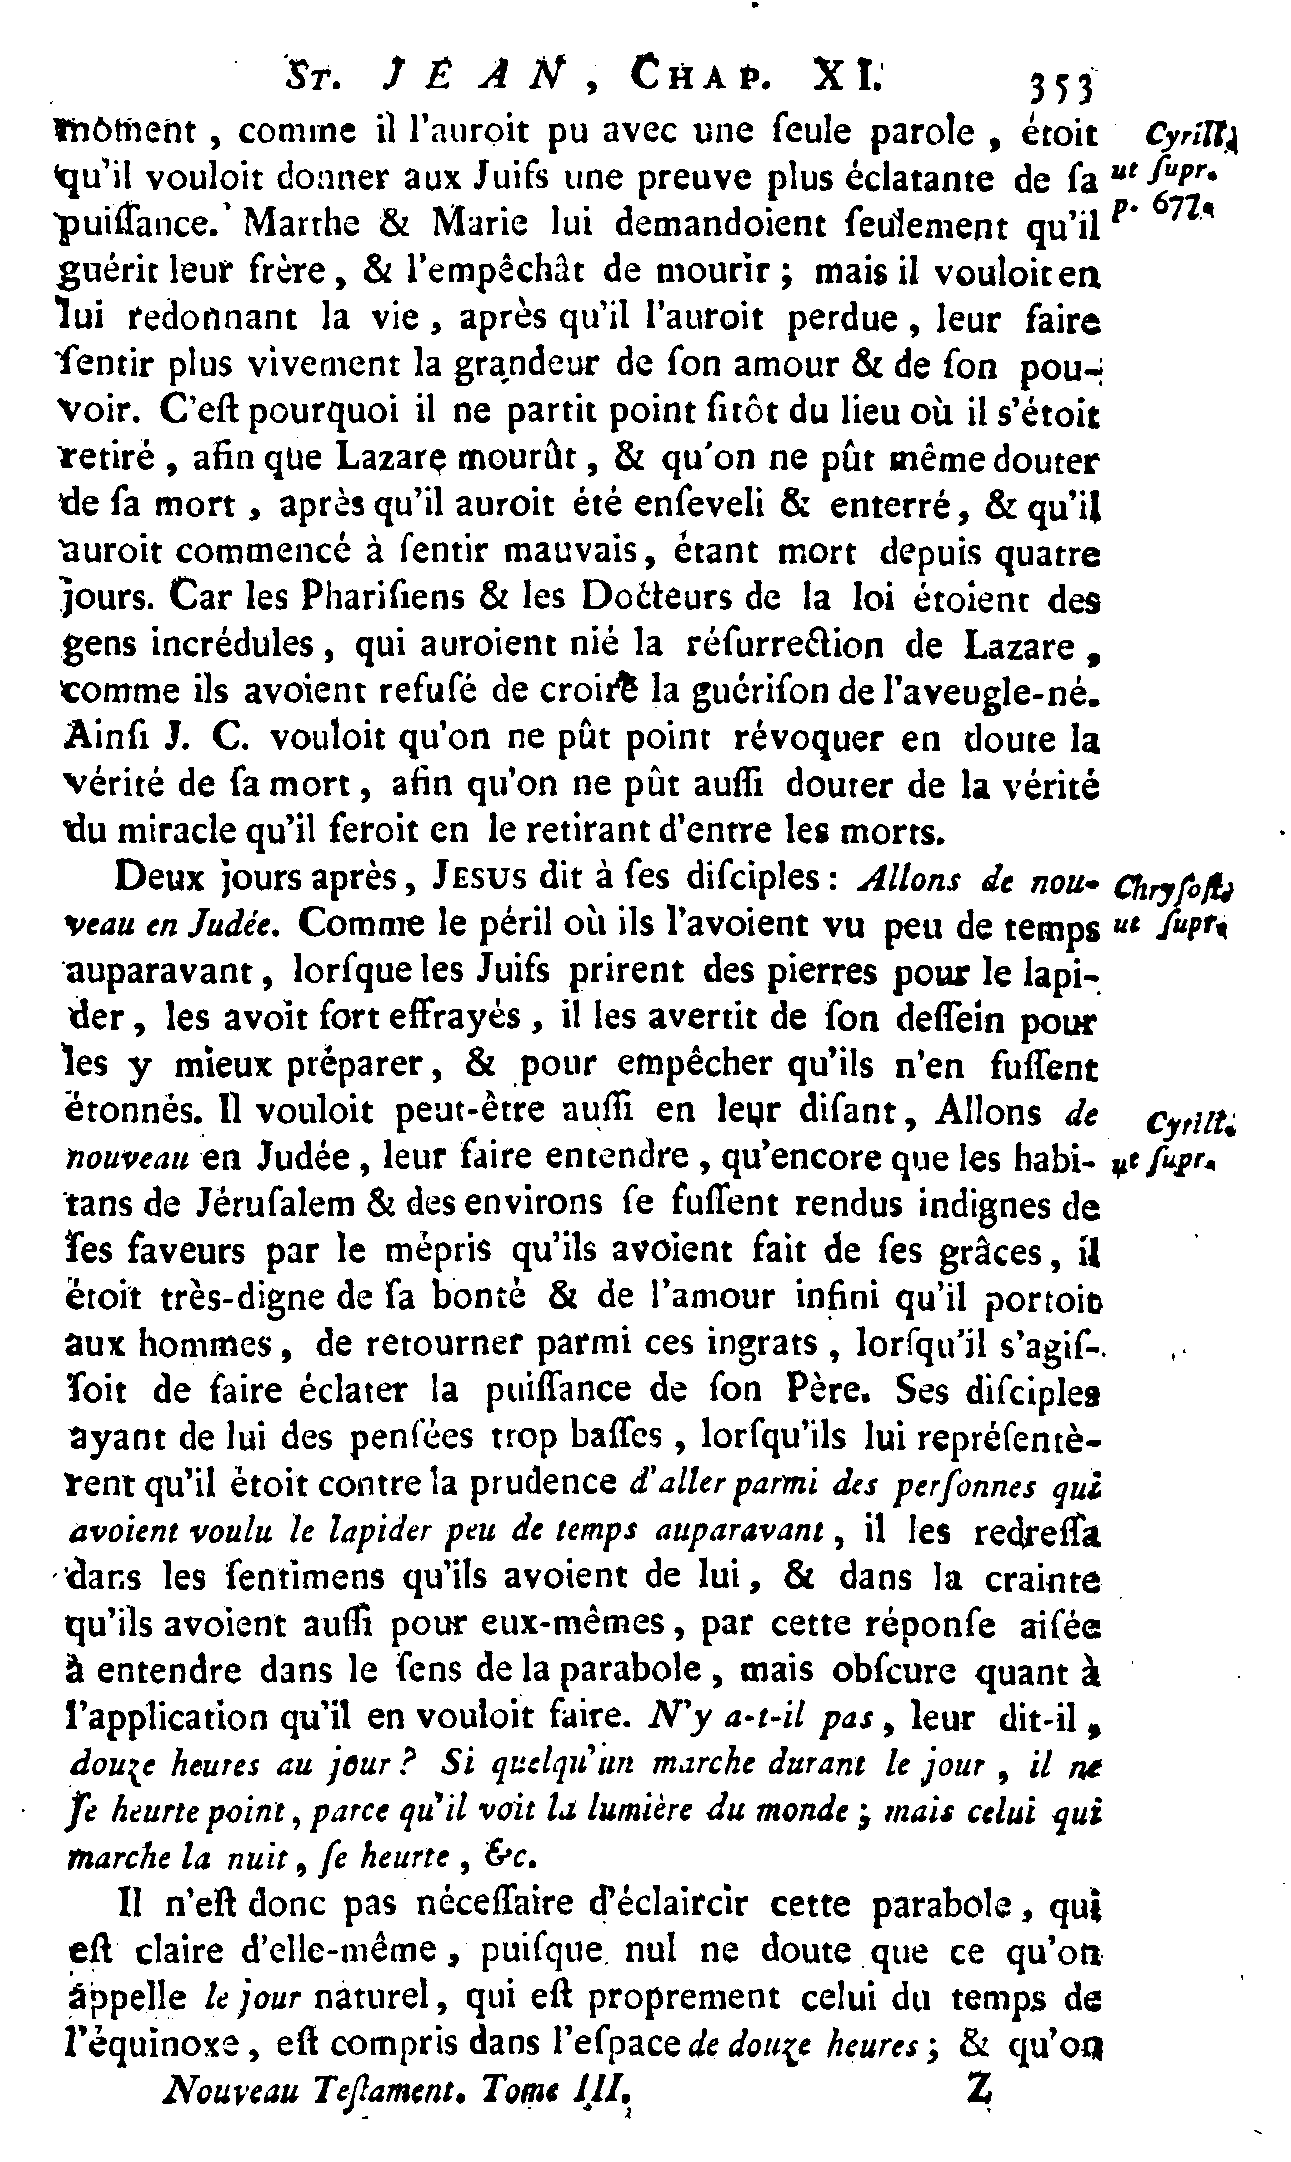 St. JEAN, CHAP. XI. 353
moment, comme il l'auroit pu avec une ſeule parole, étoit
Cyrill.
qu'il vouloit donner aux Juifs une preuve plus éclatante de ſa
ut ſupr.
puiſſance. Marthe & Marie lui demandoient ſeulement qu'il
p. 677.
guérit leur frère, & l'empêchât de mourir; mais il vouloit en
lui redonnant la vie, après qu'il l'auroit perdue, leur faire
ſentir plus vivement la grandeur de ſon amour & de ſon pou-
voir. C'eſt pourquoi il ne partit point ſitôt du lieu où il s'étoit
retiré, afin que Lazare mourût, & qu'on ne pût même douter
de ſa mort, après qu'il auroit été enſeveli & enterré, & qu'il
auroit commencé à ſentir mauvais, étant mort depuis quatre
jours. Car les Phariſiens & les Docteurs de la loi étoient des
gens incrédules, qui auroient nié la réſurrection de Lazare,
comme ils avoient refuſé de croire la guériſon de l'aveugle-né.
Ainſi J. C. vouloit qu'on ne pût point révoquer en doute la
vérité de ſa mort, afin qu'on ne pût auſſi douter de la vérité
du miracle qu'il feroit en le retirant d'entre les morts.
Deux jours après, JESUS dit à ſes diſciples: Allons de nou-
Chryſoſt.
veau en Judée. Comme le péril où ils l'avoient vu peu de temps
ut ſupr.
auparavant, lorſque les Juifs prirent des pierres pour le lapi-
der, les avoit fort effrayés, il les avertit de ſon deſſein pour
les y mieux préparer, & pour empêcher qu'ils n'en fuſſent
étonnés. Il vouloit peut-être auſſi en leur diſant, Allons de
Cyrill.
nouveau en Judée, leur faire entendre, qu'encore que les habi-
ut ſupr.
tans de Jéruſalem & des environs ſe fuſſent rendus indignes de
ſes faveurs par le mépris qu'ils avoient fait de ſes grâces, il
étoit très-digne de ſa bonté & de l'amour infini qu'il portoit
aux hommes, de retourner parmi ces ingrats, lorſqu'il s'agiſ-
ſoit de faire éclater la puiſſance de ſon Père. Ses diſciples
ayant de lui des penſées trop baſſes, lorſqu'ils lui repréſentè-
rent qu'il étoit contre la prudence d'aller parmi des perſonnes qui
avoient voulu le lapider peu de temps auparavant, il les redreſſa
dans les ſentimens qu'ils avoient de lui, & dans la crainte
qu'ils avoient auſſi pour eux-mêmes, par cette réponſe aiſée
à entendre dans le ſens de la parabole, mais obſcure quant à
l'application qu'il en vouloit faire. N'y a-t-il pas, leur dit-il,
douze heures au jour? Si quelqu'un marche durant le jour, il ne
ſe heurte point, parce qu'il voit la lumière du monde; mais celui qui
marche la nuit, ſe heurte, &c.
Il n'eſt donc pas néceſſaire d'éclaircir cette parabole, qui
eſt claire d'elle-même, puiſque nul ne doute que ce qu'on
appelle le jour naturel, qui eſt proprement celui du temps de
l'équinoxe, eſt compris dans l'eſpace de douze heures; & qu'on
Nouveau Teſtament. Tome III. Z